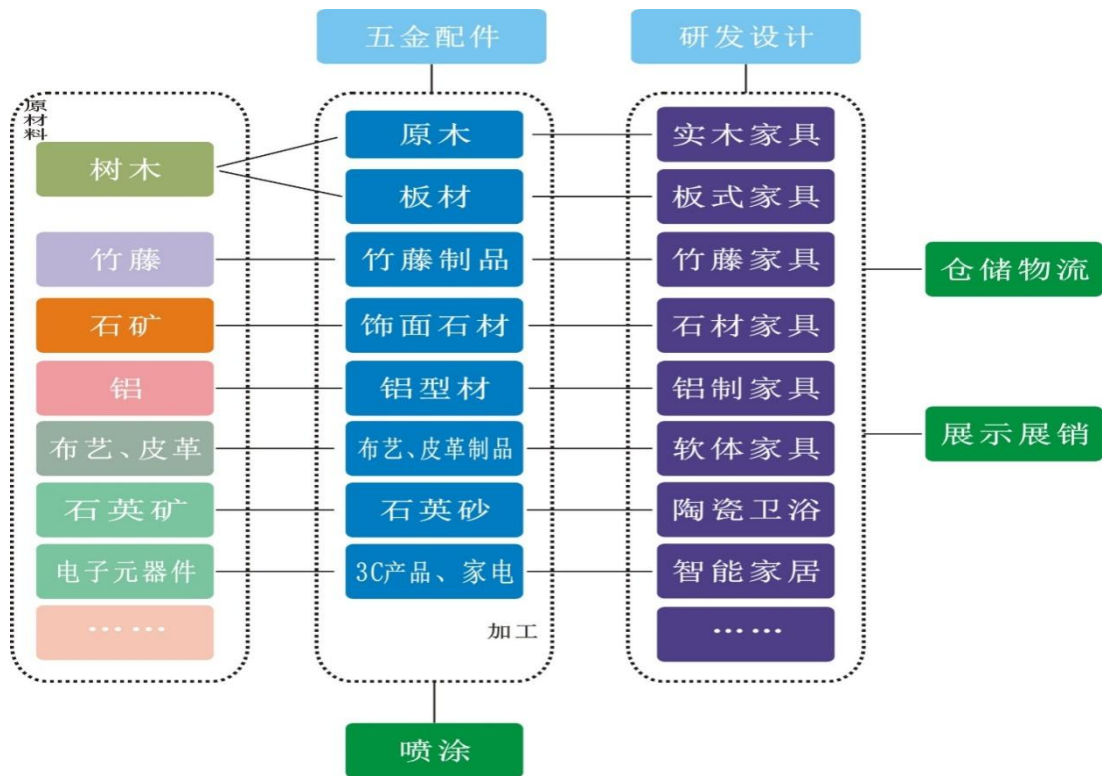 五金配件
研发设计
原材料
树木
原木
实木家具
板材
板式家具
竹藤
竹藤制品
竹藤家具
仓储物流
石矿
饰面石材
石材家具
铝
铝型材
铝制家具
展示展销
布艺、皮革
布艺、皮革制品
软体家具
石英矿
石英砂
陶瓷卫浴
电子元器件
3C产品、家电
智能家居
……
加工
……
喷涂